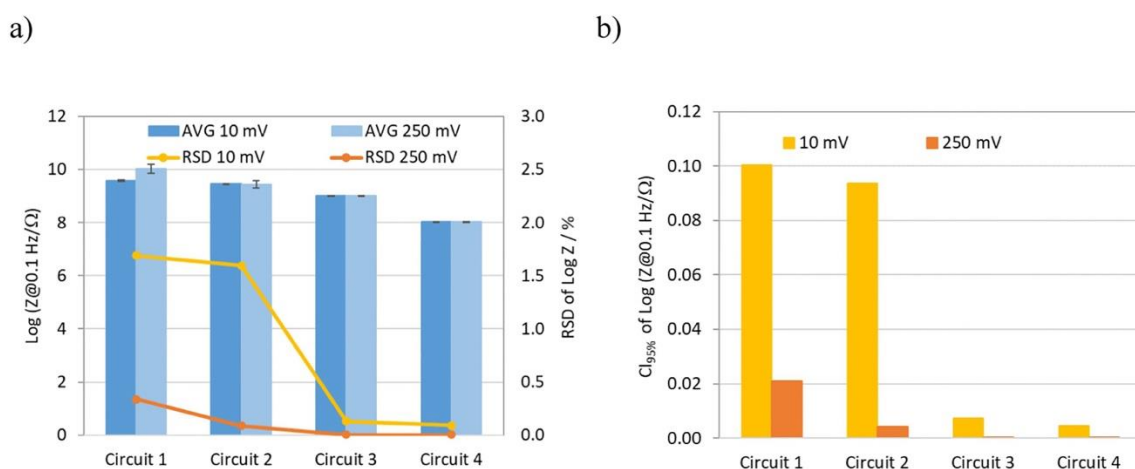 a)
b)
Log (Z@0.1 Hz/Ω)
12
10
8
6
4
2
0
AVG 10 mV
AVG 250 mV
RSD 10 mV
RSD 250 mV
3.0
2.5
2.0
1.5
1.0
0.5
0.0
RSD of Log Z / %
Circuit 1
Circuit 2
Circuit 3
Circuit 4
CI95% of Log (Z@0.1 Hz/Ω)
0.12
0.10
0.08
0.06
0.04
0.02
0.00
10 mV
250 mV
Circuit 1
Circuit 2
Circuit 3
Circuit 4